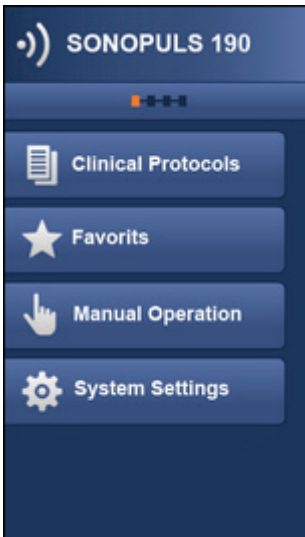 SONOPULS 190
Clinical Protocols
Favorits
Manual Operation
System Settings